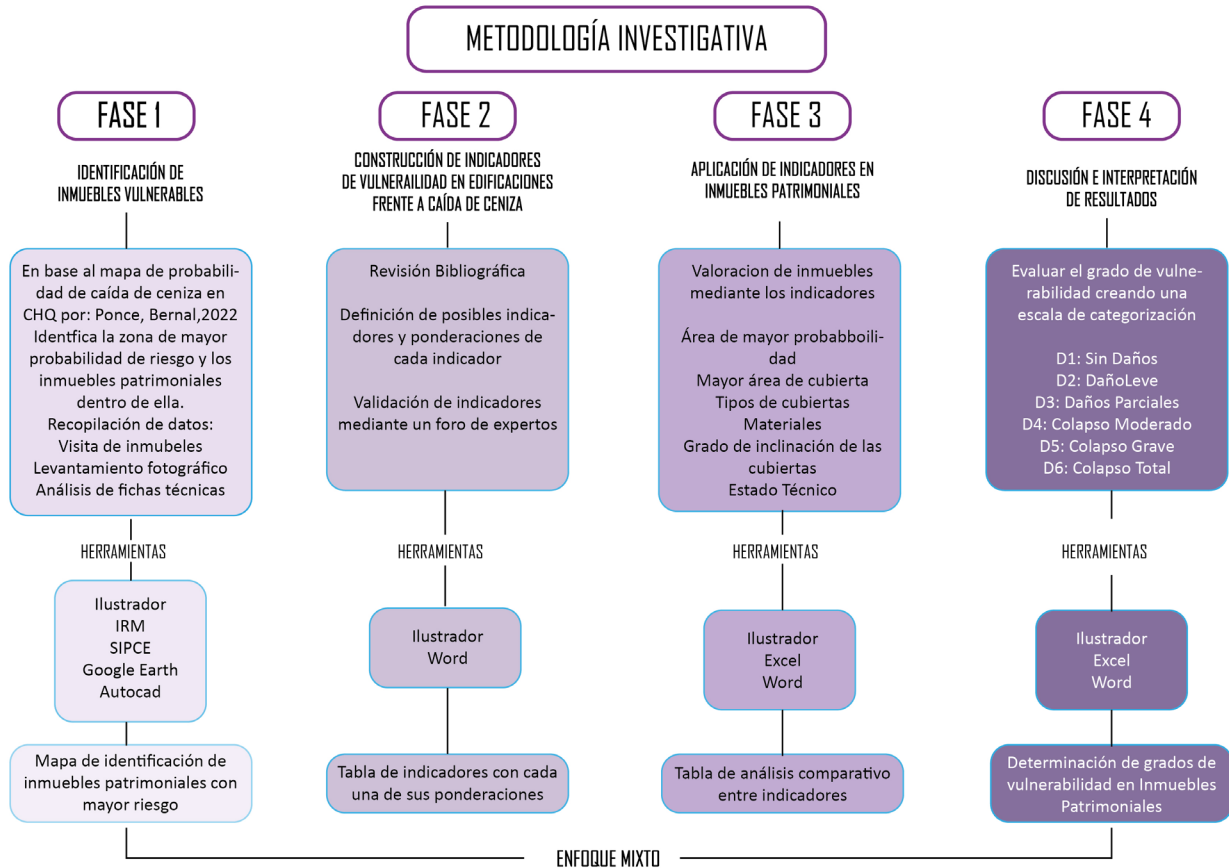 METODOLOGÍA INVESTIGATIVA
FASE 1
IDENTIFICACIÓN DE
INMUEBLES VULNERABLES
En base al mapa de probabili-
dad de caída de ceniza en
CHQ por: Ponce, Bernal,2022
Identfica la zona de mayor
probabilidad de riesgo y los
inmuebles patrimoniales
dentro de ella.
Recopilación de datos:
Visita de inmubeles
Levantamiento fotográfico
Análisis de fichas técnicas
HERRAMIENTAS
Ilustrador
IRM
SIPCE
Google Earth
Autocad
Mapa de identificación de
inmuebles patrimoniales con
mayor riesgo
FASE 2
CONSTRUCCIÓN DE INDICADORES
DE VULNERAILIDAD EN EDIFICACIONES
FRENTE A CAÍDA DE CENIZA
Revisión Bibliográfica
Definición de posibles indica-
dores y ponderaciones de
cada indicador
Validación de indicadores
mediante un foro de expertos
HERRAMIENTAS
Ilustrador
Word
Tabla de indicadores con cada
una de sus ponderaciones
FASE 3
APLICACIÓN DE INDICADORES EN
INMUEBLES PATRIMONIALES
Valoracion de inmuebles
mediante los indicadores
Área de mayor probabboili-
dad
Mayor área de cubierta
Tipos de cubiertas
Materiales
Grado de inclinación de las
cubiertas
Estado Técnico
HERRAMIENTAS
Ilustrador
Excel
Word
Tabla de análisis comparativo
entre indicadores
FASE 4
DISCUSIÓN E INTERPRETACIÓN
DE RESULTADOS
Evaluar el grado de vulne-
rabilidad creando una
escala de categorización
D1: Sin Daños
D2: DañoLeve
D3: Daños Parciales
D4: Colapso Moderado
D5: Colapso Grave
D6: Colapso Total
HERRAMIENTAS
Ilustrador
Excel
Word
Determinación de grados de
vulnerabilidad en Inmuebles
Patrimoniales
ENFOQUE MIXTO